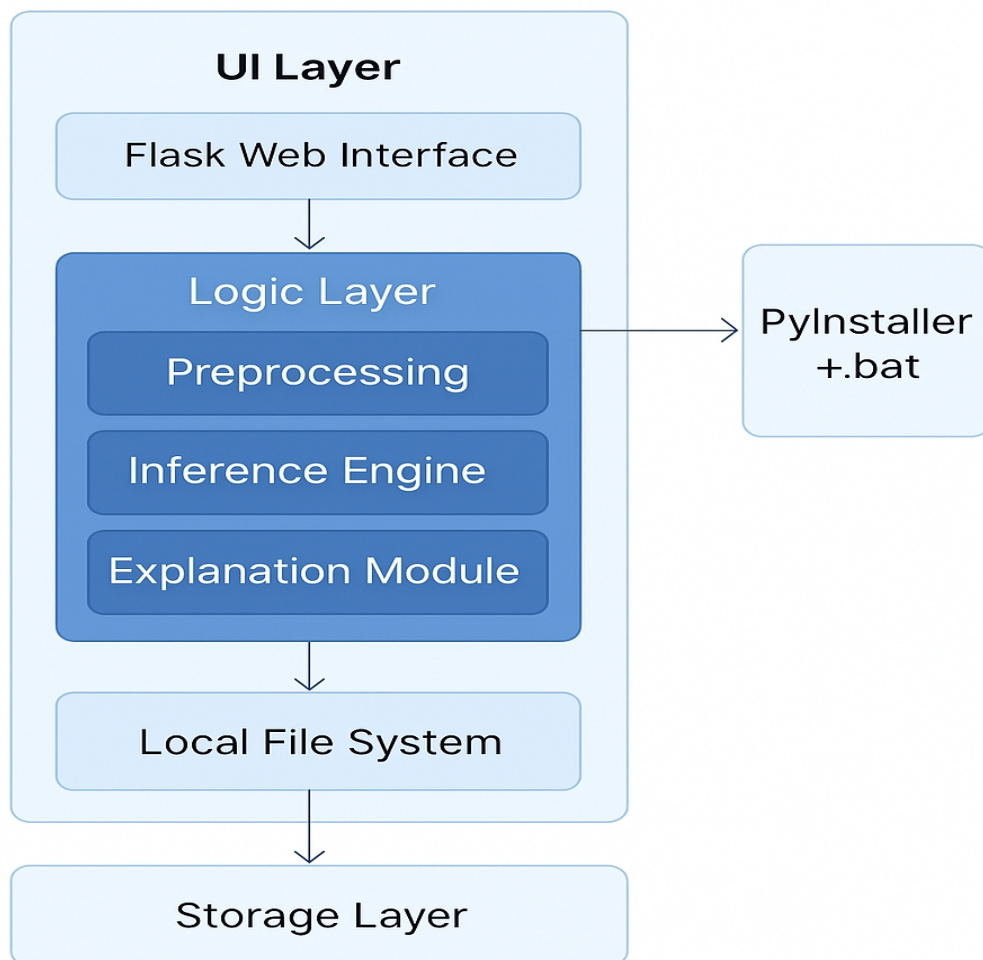 UI Layer
Flask Web Interface
Logic Layer
Preprocessing
Inference Engine
Explanation Module
PyInstaller
+.bat
Local File System
Storage Layer